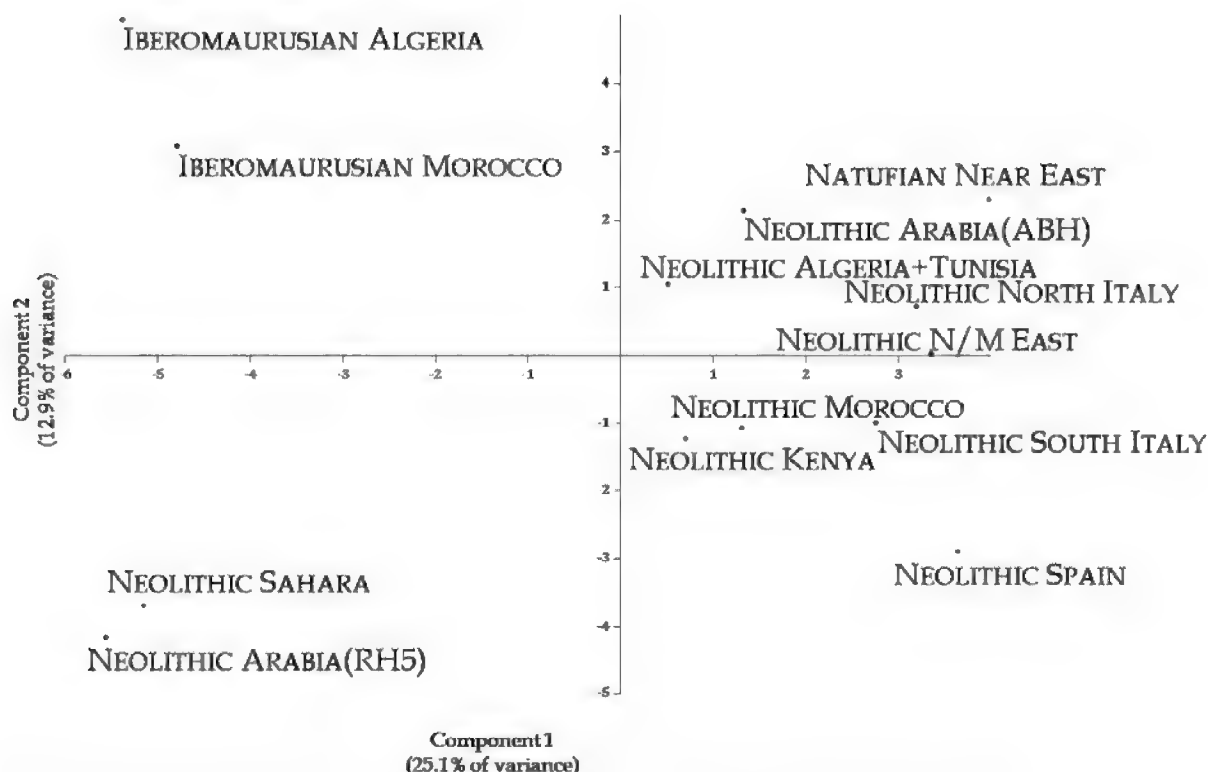 IBEROMAURUSIAN ALGERIA
4
IBEROMAURUSIAN MOROCCO
3
NATUFIAN NEAR EAST
2
NEOLITHIC ARABIA(ABH)
NEOLITHIC ALGERIA+TUNISIA
1
NEOLITHIC NORTH ITALY
Component 2
(12.9% of variance)
NEOLITHIC N/M EAST
-6 -5 -4 -3 -2 -1 1 2 3
NEOLITHIC MOROCCO
-1
NEOLITHIC SOUTH ITALY
NEOLITHIC KENYA
2
-3
NEOLITHIC SAHARA
NEOLITHIC SPAIN
-4
NEOLITHIC ARABIA(RH5)
-5
Component 1
(25.1% of variance)